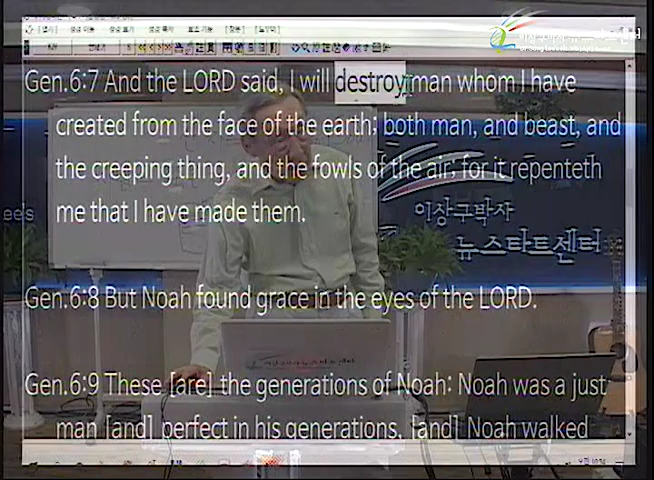 Gen.6:7 And the LORD said, I will destroy man whom I have
created from the face of the earth; both man, and beast, and
the creeping thing, and the fowls of the air; for it repenteth
me that I have made them.
이상구박사
뉴스타트센터
Gen.6:8 But Noah found grace in the eyes of the LORD.
Gen.6:9 These [are] the generations of Noah: Noah was a just
man [and] perfect in his generations, [and] Noah walked